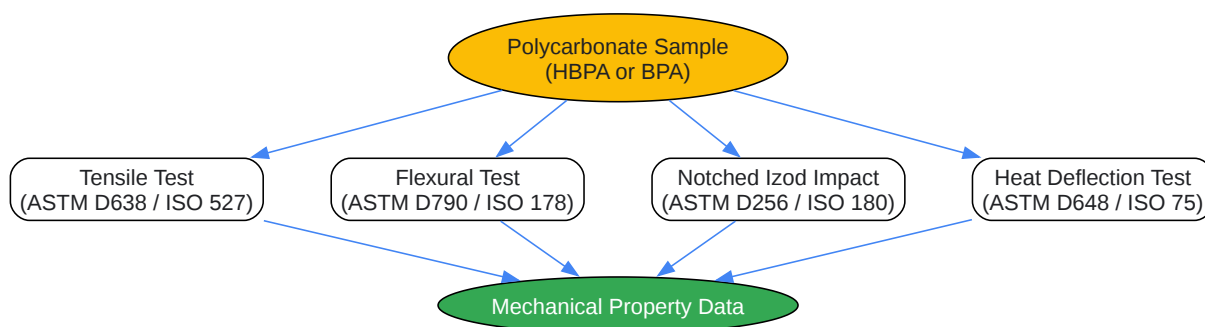 Polycarbonate Sample
(HBPA or BPA)
Tensile Test
(ASTM D638 / ISO 527)
Flexural Test
(ASTM D790 / ISO 178)
Notched Izod Impact
(ASTM D256 / ISO 180)
Heat Deflection Test
(ASTM D648 / ISO 75)
Mechanical Property Data